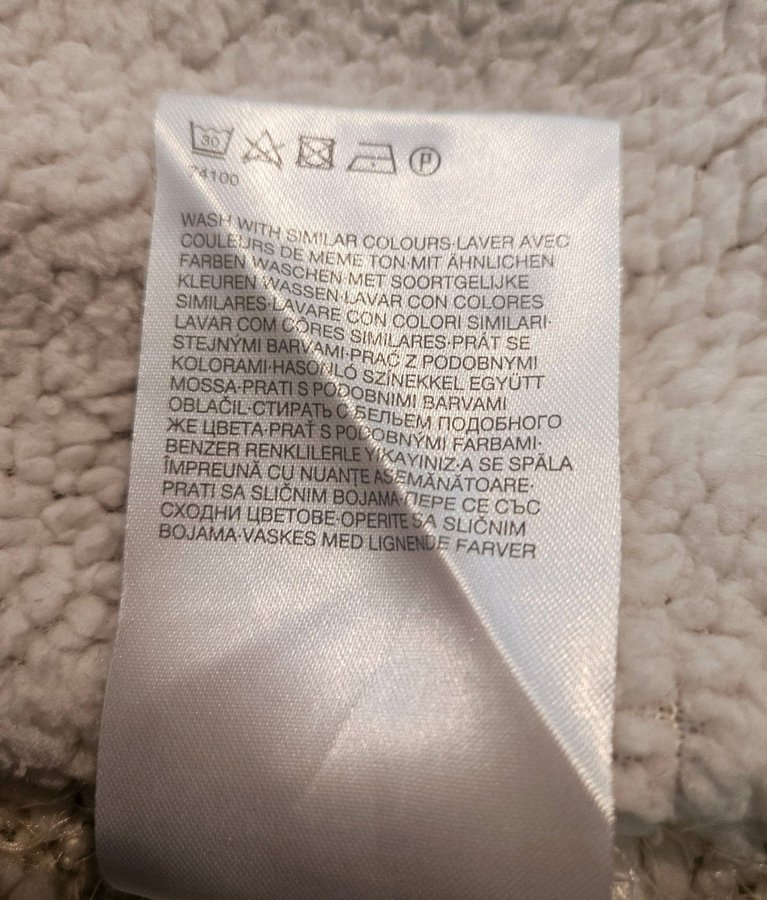 30
P
74100
WASH WITH SIMILAR COLOURS·LAVER AVEC
COULEURS DE MEME TON·MIT ÄHNLICHEN
FARBEN WASCHEN·MET SOORTGELIJKE
KLEUREN WASSEN·LAVAR CON COLORES
SIMILARES·LAVARE CON COLORI SIMILARI·
LAVAR COM CORES SIMILARES·PRÁT SE
STEJNÝMI BARVAMI·PRAĆ Z PODOBNYMI
KOLORAMI·HASONLÓ SZÍNEKKEL EGYÜTT
MOSSA·PRATI S PODOBNIMI BARVAMI
OBLAČIL·СТИРАТЬ С БЕЛЬЕМ ПОДОБНОГО
ЖЕ ЦВЕТА·PRAŤ S PODOBNÝMI FARBAMI·
BENZER RENKLILERLE YIKAYINIZ·A SE SPĂLA
ÎMPREUNĂ CU NUANȚE ASEMĂNĂTOARE·
PRATI SA SLIČNIM BOJAMA·ПЕРЕ СЕ СЪС
СХОДНИ ЦВЕТОВЕ·OPERITE SA SLIČNIM
BOJAMA·VASKES MED LIGNENDE FARVER